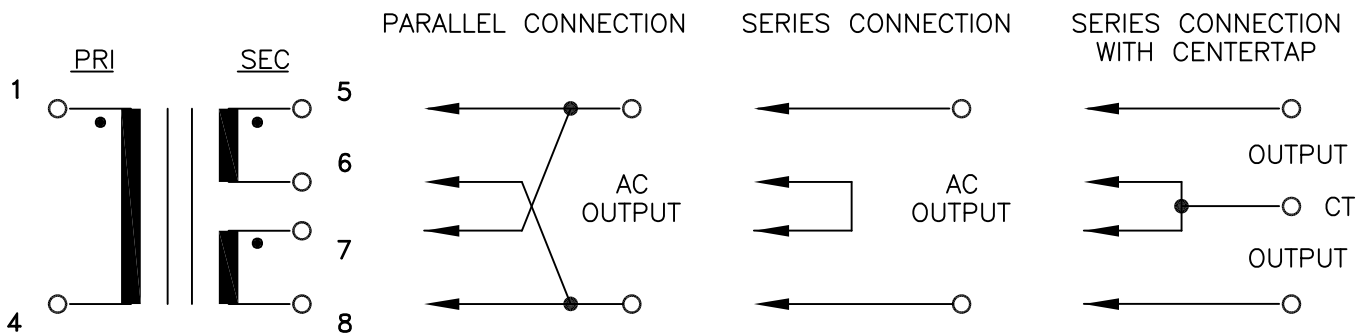 PARALLEL CONNECTION
SERIES CONNECTION
SERIES CONNECTION
WITH CENTERTAP
PRI
SEC
1
5
6
7
4
8
AC
OUTPUT
AC
OUTPUT
OUTPUT
CT
OUTPUT